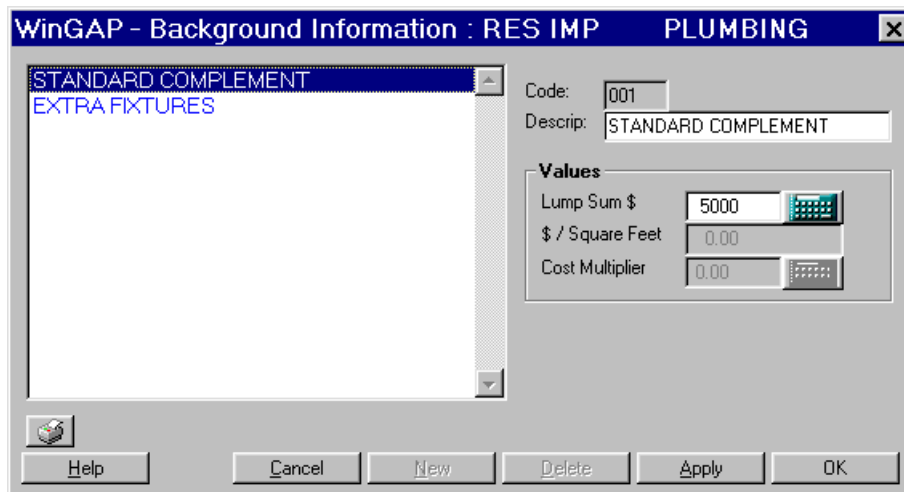 WinGAP - Background Information : RES IMP PLUMBING
STANDARD COMPLEMENT
EXTRA FIXTURES
Code: 001
Descrip: STANDARD COMPLEMENT
Values
Lump Sum $ 5000
$ / Square Feet 0.00
Cost Multiplier 0.00
Help Cancel New Delete Apply OK